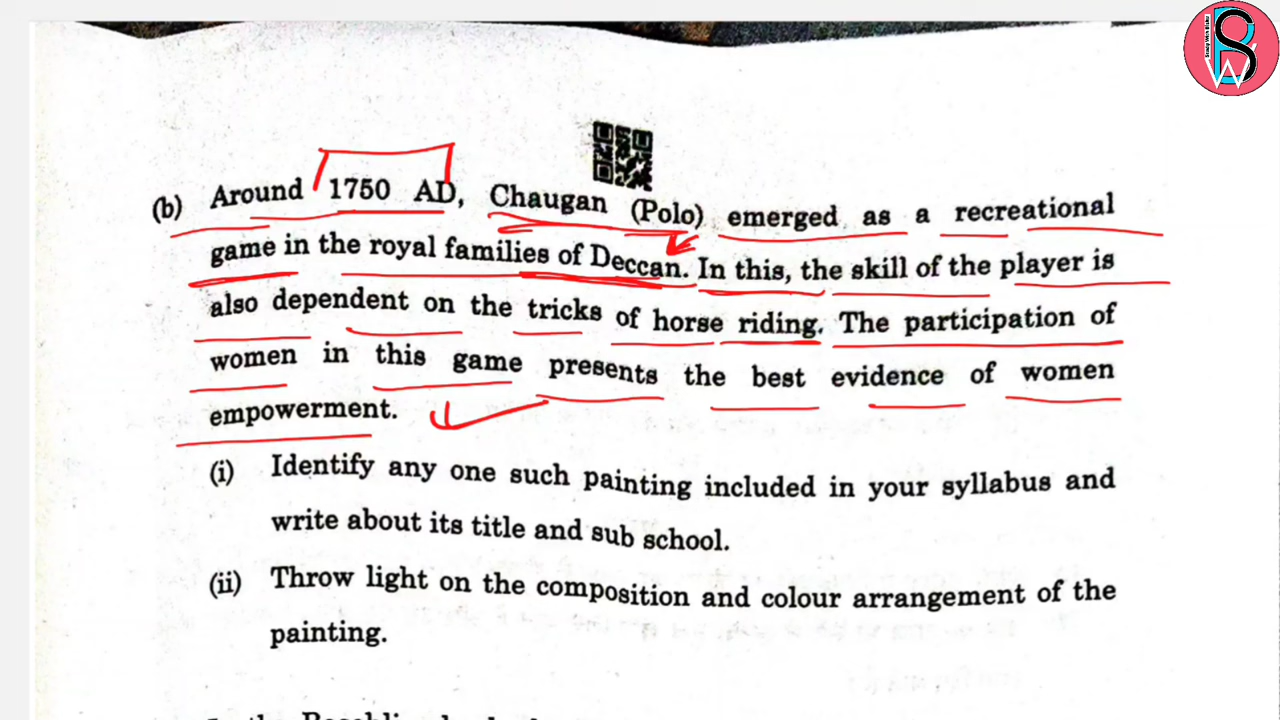 (b) Around 1750 AD, Chaugan (Polo) emerged as a recreational
game in the royal families of Deccan. In this, the skill of the player is
also dependent on the tricks of horse riding. The participation of
women in this game presents the best evidence of women
empowerment.
(i) Identify any one such painting included in your syllabus and
write about its title and sub school.
(ii) Throw light on the composition and colour arrangement of the
painting.